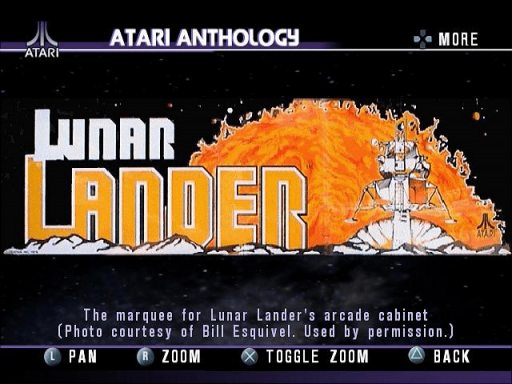 ATARI
ATARI ANTHOLOGY
MORE
LUNAR
LANDER
ATARI
The marquee for Lunar Lander's arcade cabinet
(Photo courtesy of Bill Esquivel. Used by permission.)
L PAN
R ZOOM
TOGGLE ZOOM
BACK